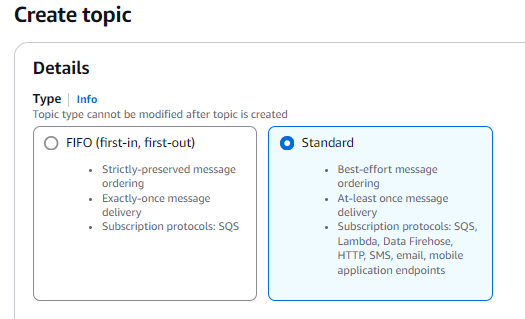 Create topic
Details
Type | Info
Topic type cannot be modified after topic is created
FIFO (first-in, first-out)
• Strictly-preserved message
ordering
• Exactly-once message
delivery
• Subscription protocols: SQS
Standard
• Best-effort message
ordering
• At-least once message
delivery
• Subscription protocols: SQS,
Lambda, Data Firehose,
HTTP, SMS, email, mobile
application endpoints